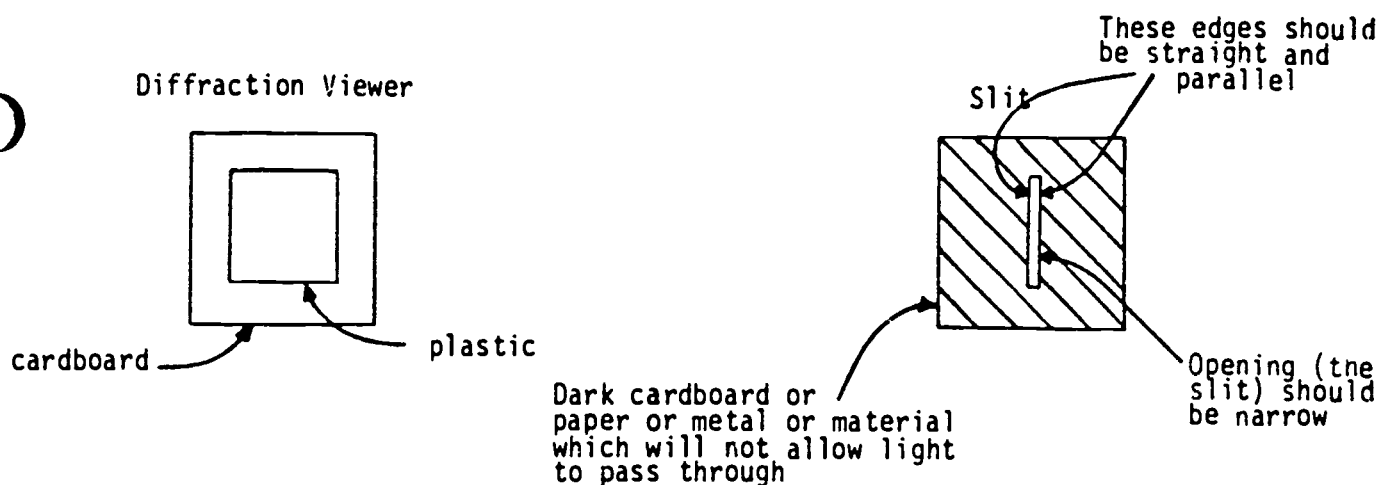 Diffraction Viewer
cardboard
plastic
Slit
These edges should
be straight and
parallel
Dark cardboard or
paper or metal or material
which will not allow light
to pass through
Opening (the
slit) should
be narrow